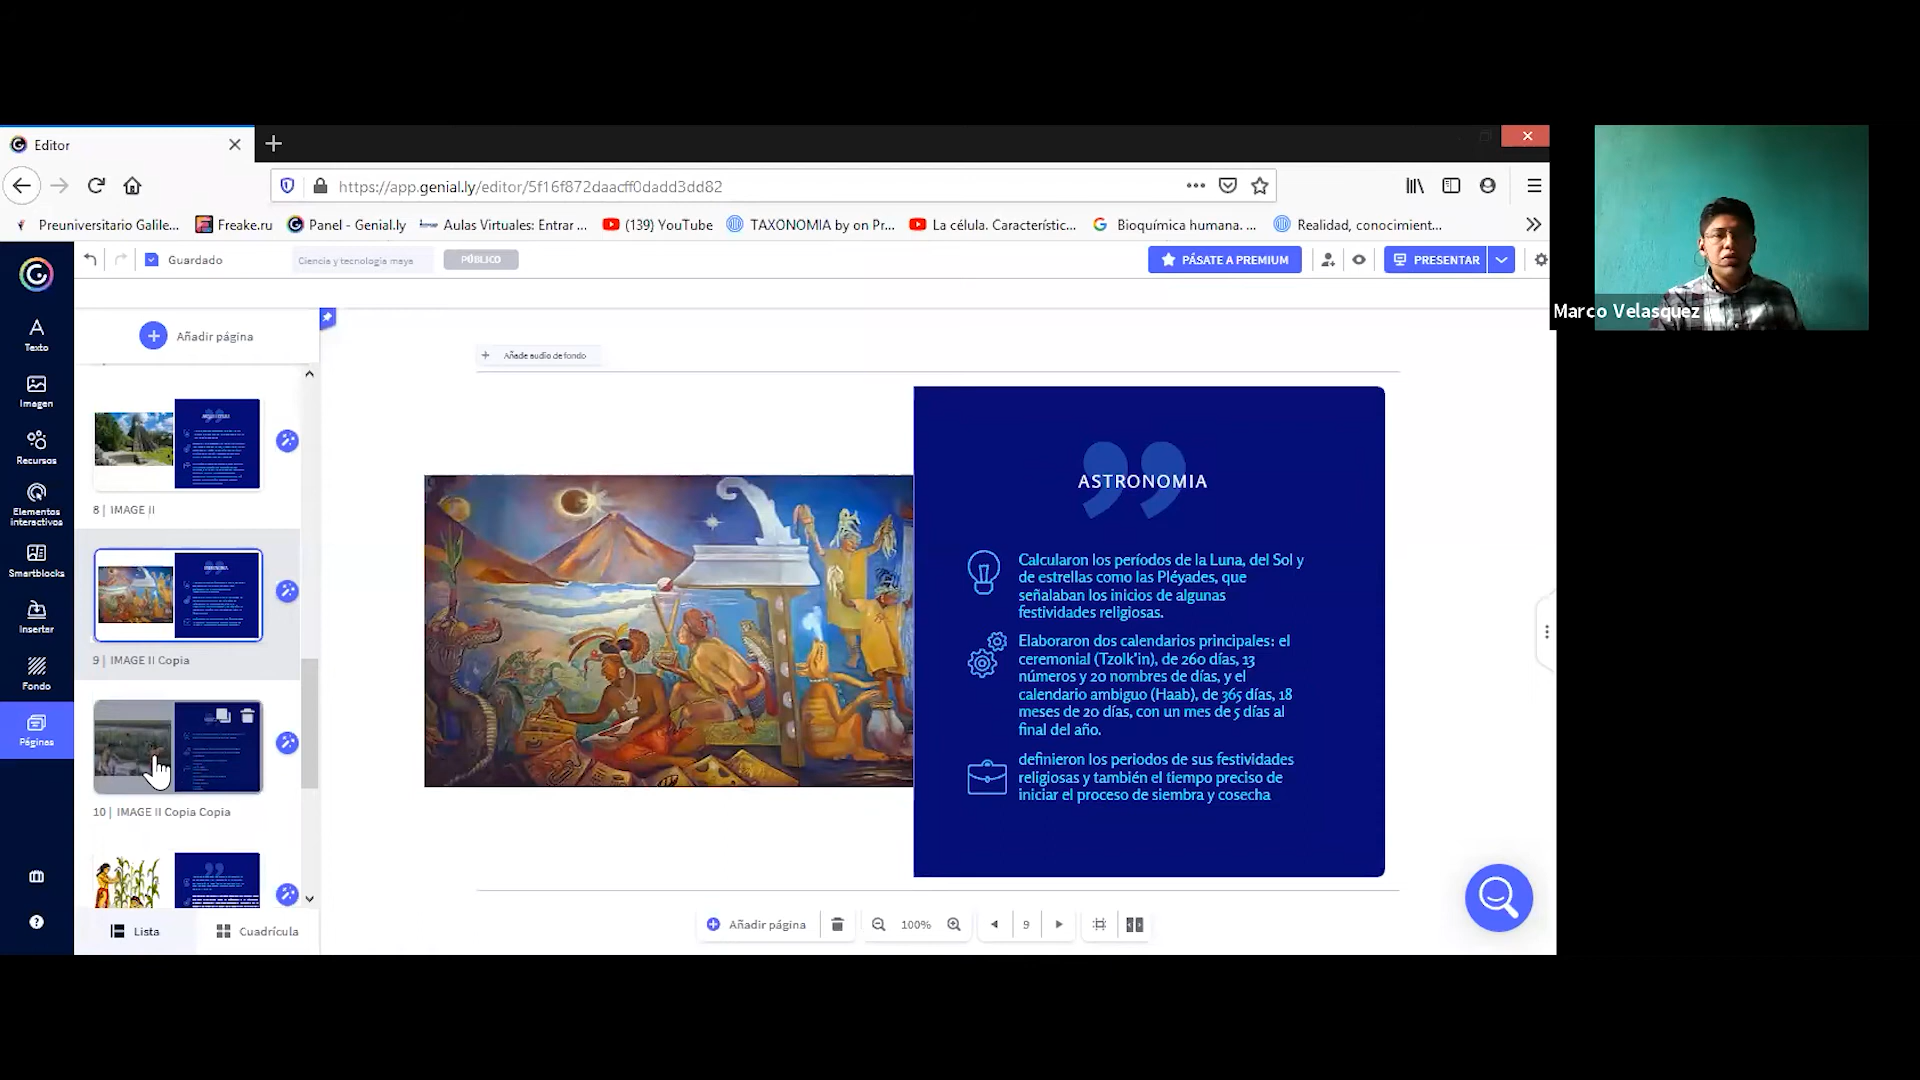 Editor
https://app.genial.ly/editor/5f16f872daacff0dadd3dd82
Preuniversitario Galile...
Freake.ru
Panel - Genial.ly
Aulas Virtuales: Entrar ...
(139) YouTube
TAXONOMIA by on Pr...
La célula. Característic...
Bioquímica humana. ...
Realidad, conocimient...
Guardado
Ciencia y tecnologia maya
PÚBLICO
PÁSATE A PREMIUM
PRESENTAR
Marco Velasquez
Texto
Imagen
Recursos
Elementos
interactivos
Smartblocks
Insertar
Fondo
Páginas
Añadir página
8 | IMAGE II
9 | IMAGE II Copia
10 | IMAGE II Copia Copia
Lista
Cuadrícula
Añade audio de fondo
ASTRONOMIA
Calcularon los períodos de la Luna, del Sol y
de estrellas como las Pléyades, que
señalaban los inicios de algunas
festividades religiosas.
Elaboraron dos calendarios principales: el
ceremonial (Tzolk'in), de 260 días, 13
números y 20 nombres de días, y el
calendario ambiguo (Haab), de 365 días, 18
meses de 20 días, con un mes de 5 días al
final del año.
definieron los periodos de sus festividades
religiosas y también el tiempo preciso de
iniciar el proceso de siembra y cosecha
Añadir página
100%
9